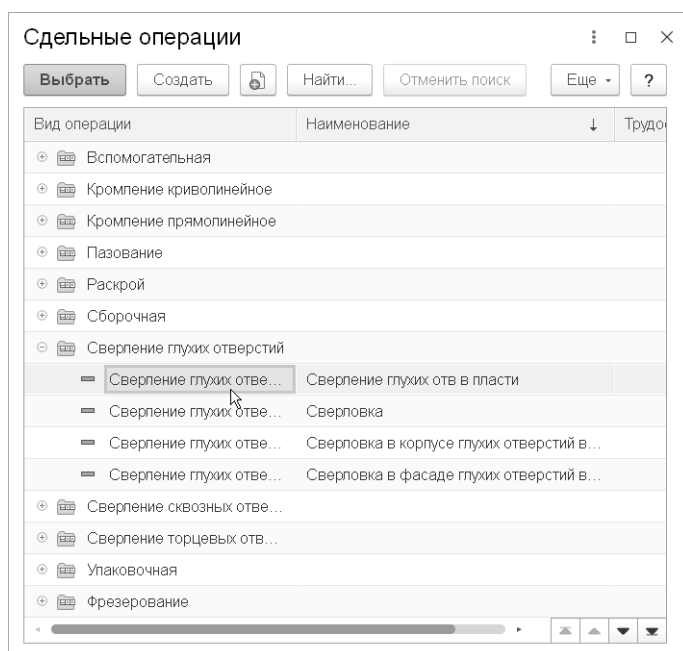 Сдельные операции
Выбрать Создать Найти... Отменить поиск Еще ?
Вид операции Наименование ↓ Трудо
Вспомогательная
Кромление криволинейное
Кромление прямолинейное
Пазование
Раскрой
Сборочная
Сверление глухих отверстий
Сверление глухих отве... Сверление глухих отв в пласти
Сверление глухих отве... Сверловка
Сверление глухих отве... Сверловка в корпусе глухих отверстий в...
Сверление глухих отве... Сверловка в фасаде глухих отверстий в...
Сверление сквозных отве...
Сверление торцевых отв...
Упаковочная
Фрезерование